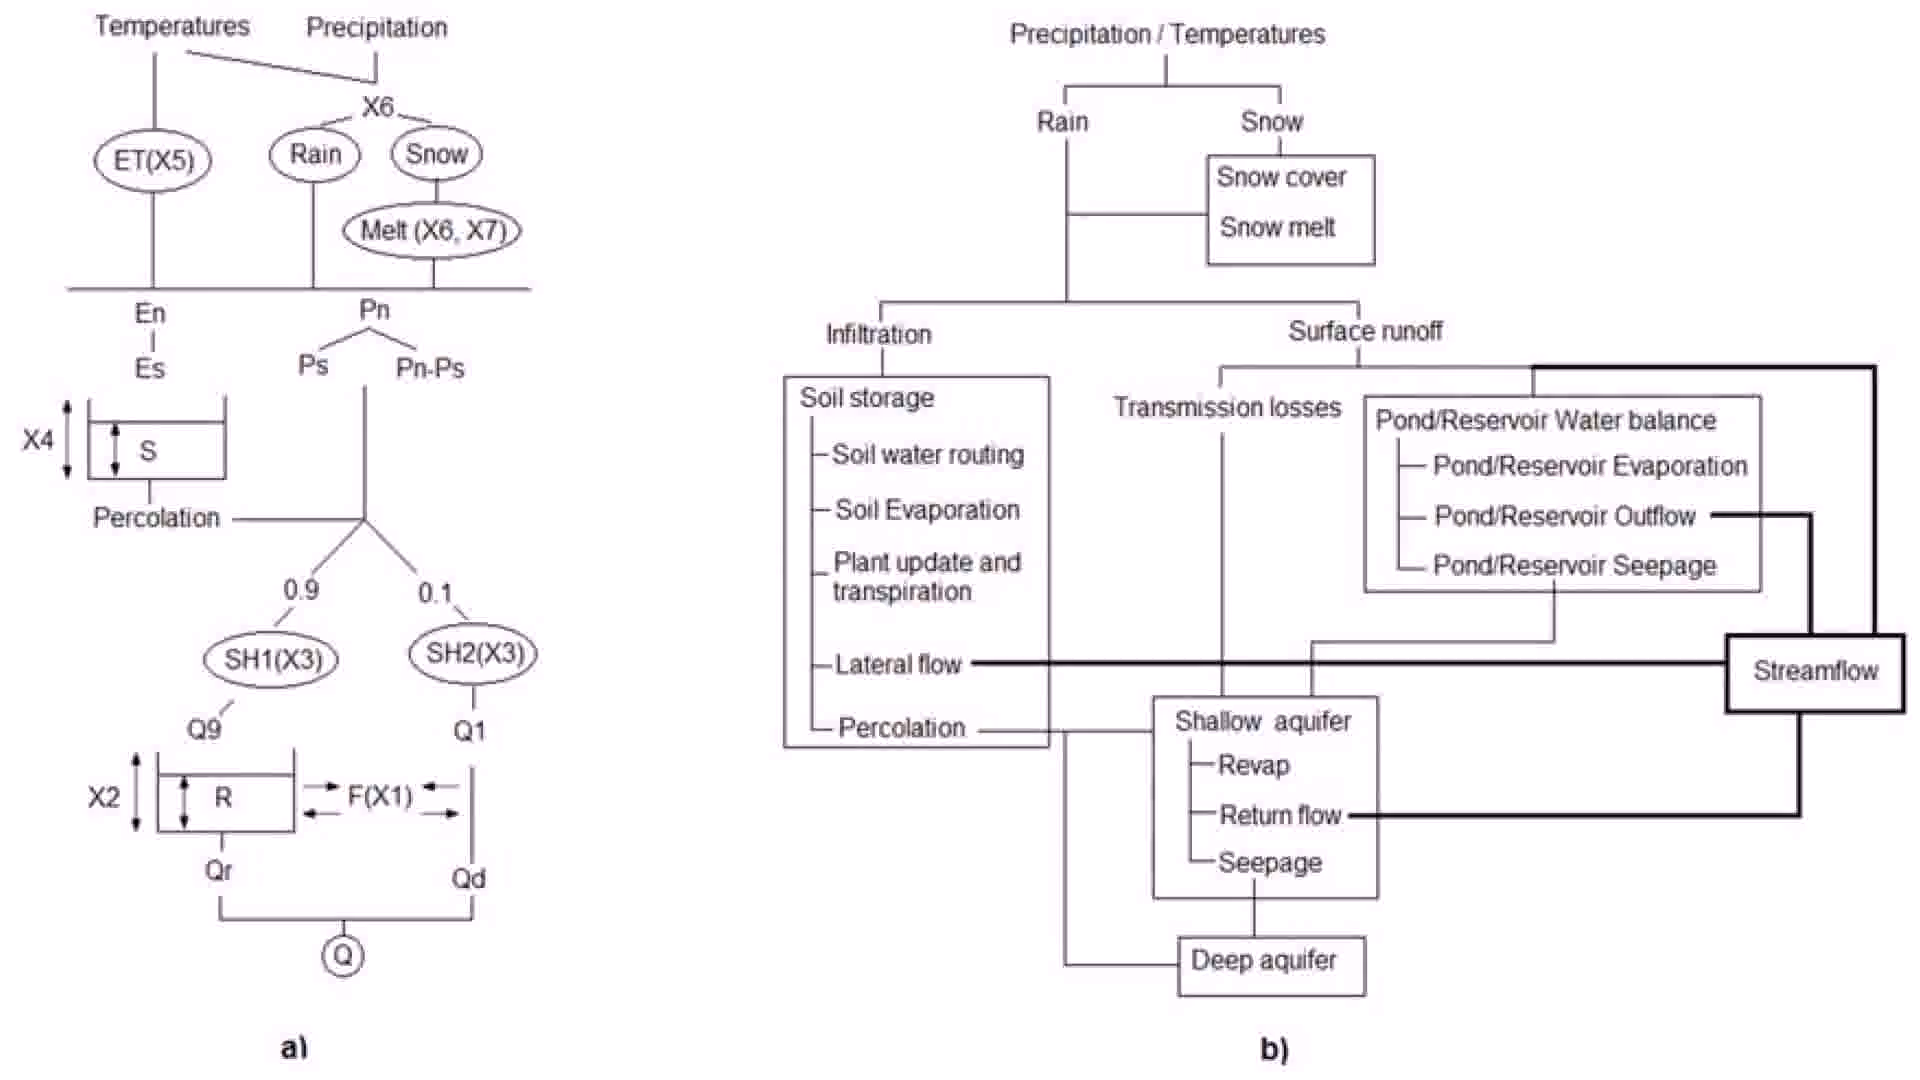 Temperatures
Precipitation
X6
ET(X5)
Rain
Snow
Melt (X6, X7)
En
Pn
Es
Ps
Pn-Ps
X4
S
Percolation
0.9
0.1
SH1(X3)
SH2(X3)
Q9
Q1
X2
R
F(X1)
Qr
Qd
Q
a)
Precipitation / Temperatures
Rain
Snow
Snow cover
Snow melt
Infiltration
Surface runoff
Soil storage
Soil water routing
Soil Evaporation
Plant update and
transpiration
Lateral flow
Percolation
Transmission losses
Pond/Reservoir Water balance
Pond/Reservoir Evaporation
Pond/Reservoir Outflow
Pond/Reservoir Seepage
Streamflow
Shallow aquifer
Revap
Return flow
Seepage
Deep aquifer
b)